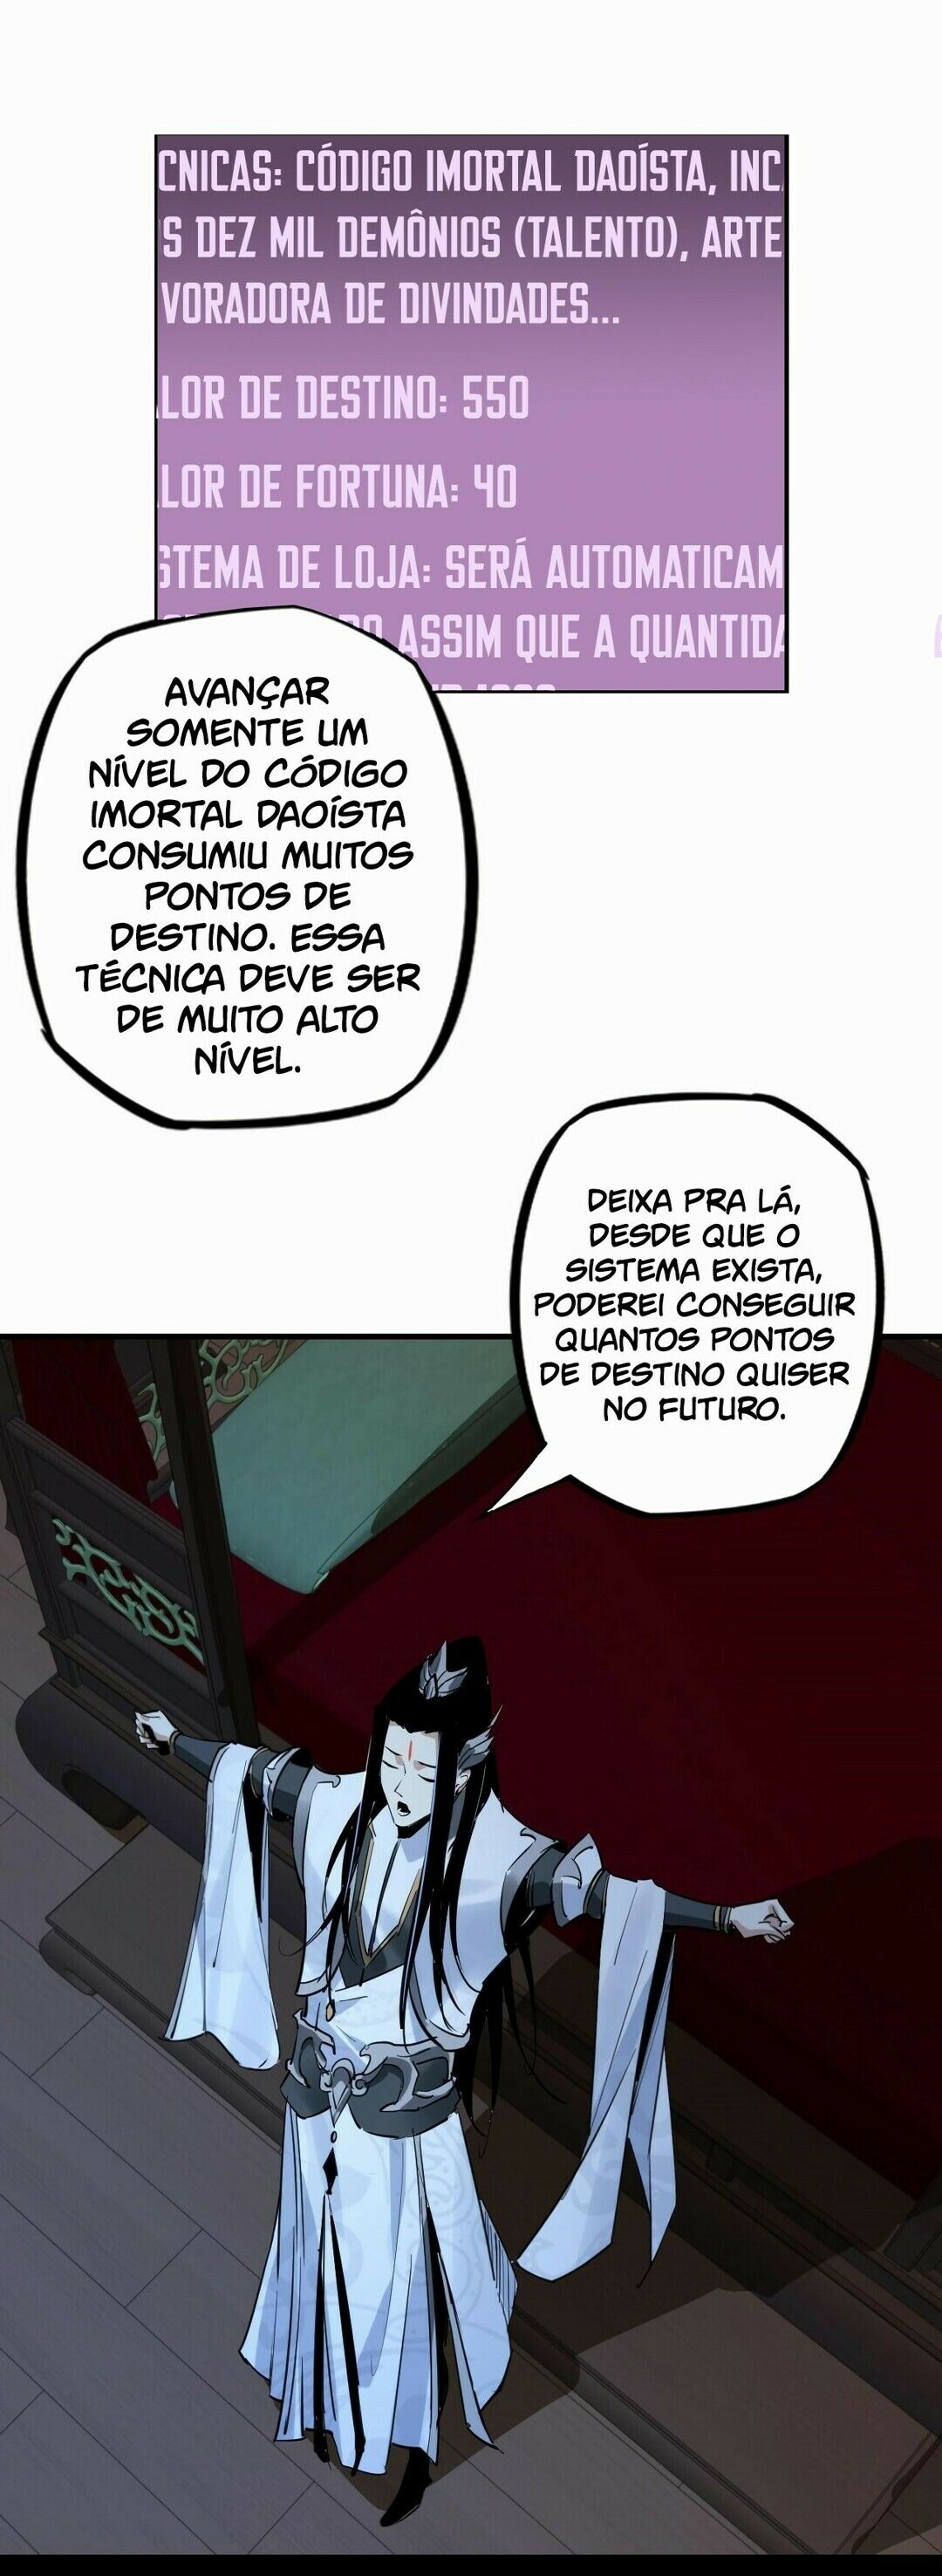 CNICAS: CÓDIGO IMORTAL DAOÍSTA, INC
S DEZ MIL DEMÔNIOS (TALENTO), ARTE
VORADORA DE DIVINDADES...
LOR DE DESTINO: 550
LOR DE FORTUNA: 40
STEMA DE LOJA: SERÁ AUTOMATICAM
ASSIM QUE A QUANTIDA
AVANÇAR
SOMENTE UM
NÍVEL DO CÓDIGO
IMORTAL DAOÍSTA
CONSUMIU MUITOS
PONTOS DE
DESTINO. ESSA
TÉCNICA DEVE SER
DE MUITO ALTO
NÍVEL.
DEIXA PRA LÁ,
DESDE QUE O
SISTEMA EXISTA,
PODEREI CONSEGUIR
QUANTOS PONTOS
DE DESTINO QUISER
NO FUTURO.